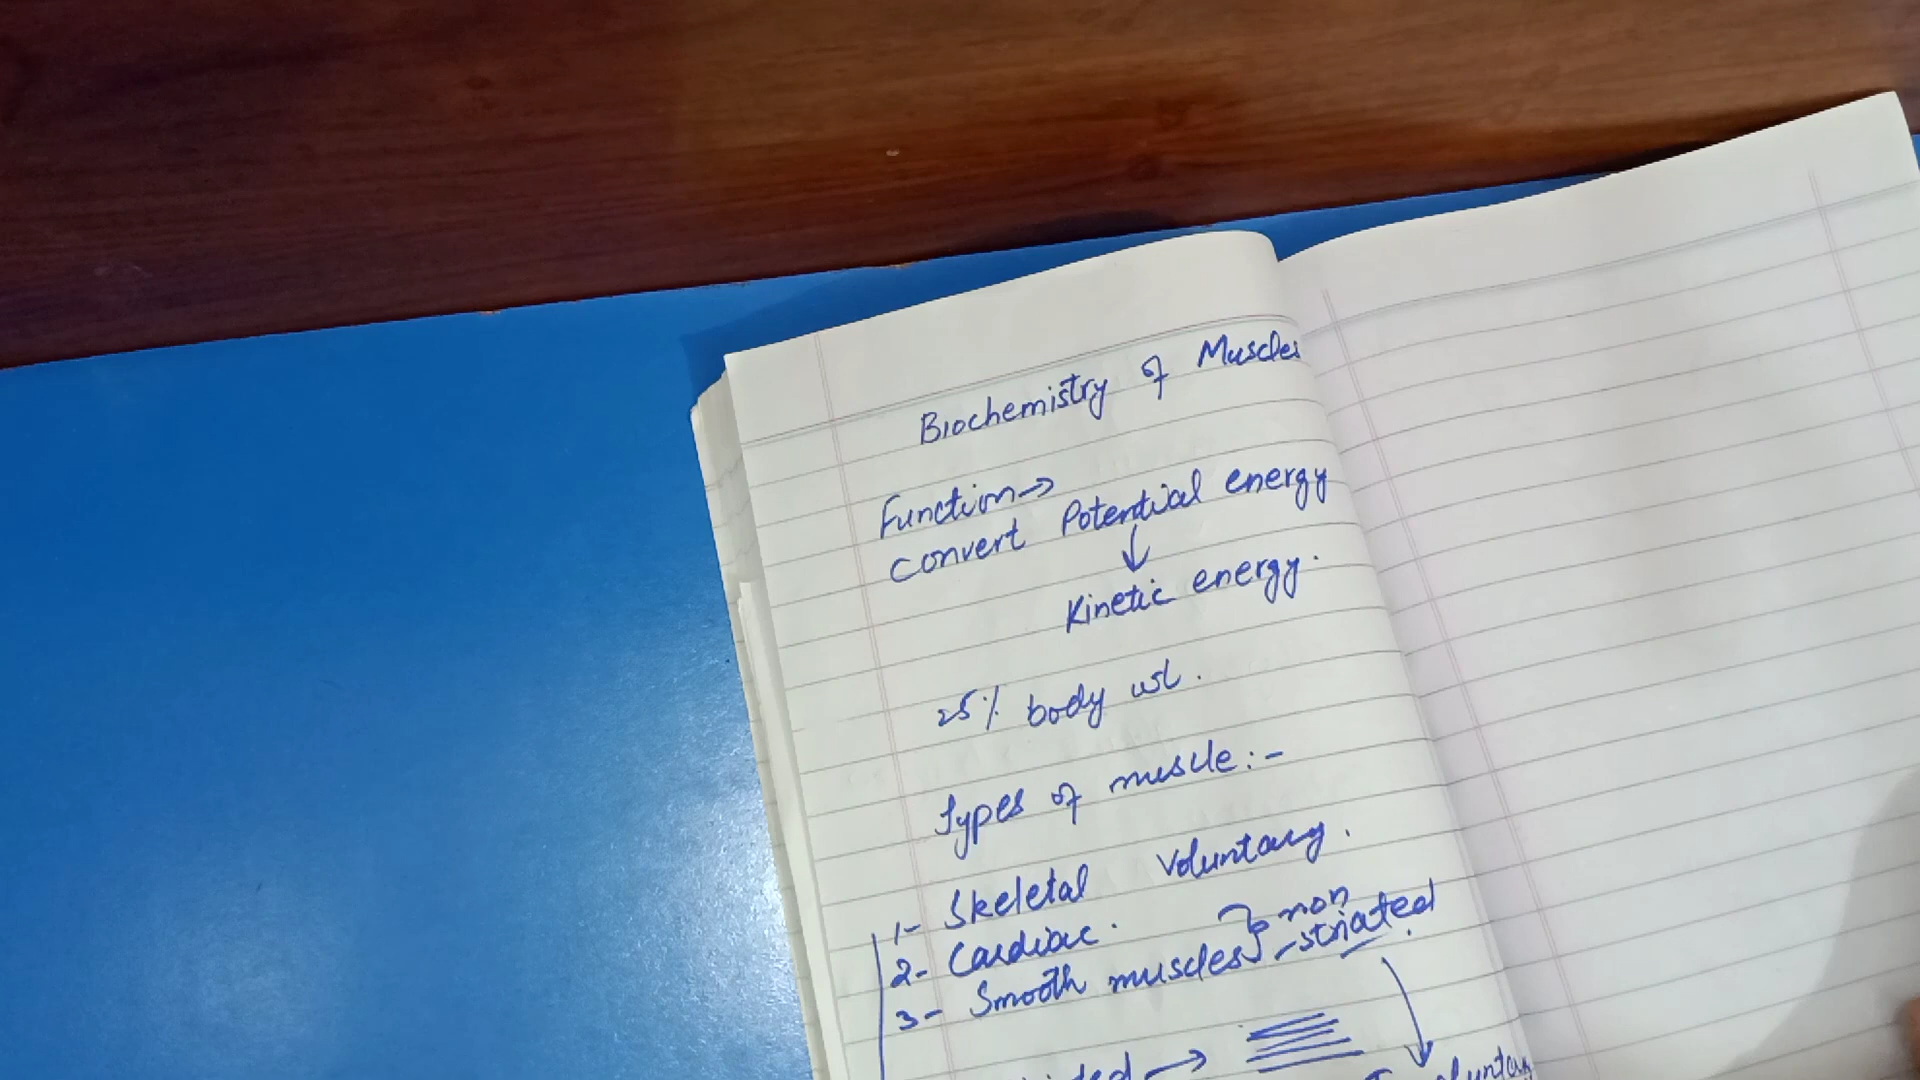 Biochemistry of Muscles
Function→
Convert Potential energy
↓
Kinetic energy.
25% body wt.
Types of muscle:-
1- Skeletal Voluntary.
2- Cardiac.
3- Smooth muscles } non-striated